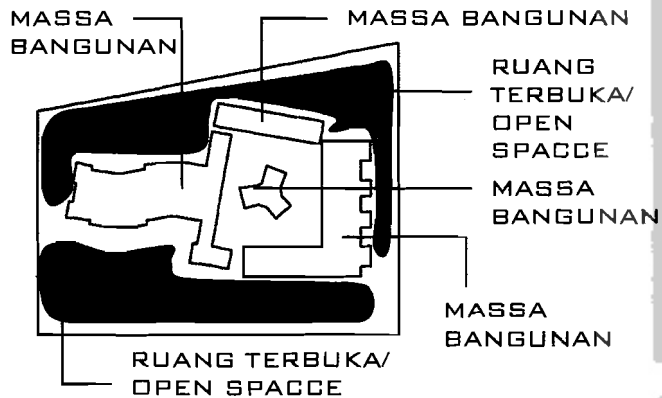 MASSA
BANGUNAN
MASSA BANGUNAN
RUANG
TERBUKA/
OPEN
SPACCE
MASSA
BANGUNAN
MASSA
BANGUNAN
RUANG TERBUKA/
OPEN SPACCE